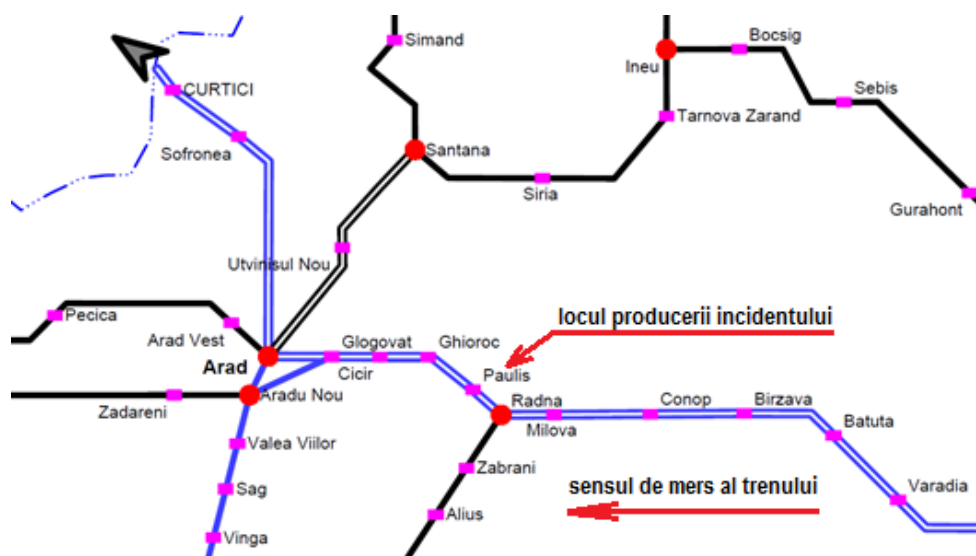 Simand
Bocsig
Ineu
CURTICI
Sebis
Tarnova Zarand
Sofronea
Santana
Siria
Gurahont
Utvinisul Nou
locul producerii incidentului
Pecica
Arad Vest
Glogovat
Ghioroc
Arad
Cicir
Paulis
Aradu Nou
Radna
Conop
Birzava
Zadareni
Milova
Batuta
Valea Viilor
Zabrani
Sag
sensul de mers al trenului
Varadia
Alius
Vinga